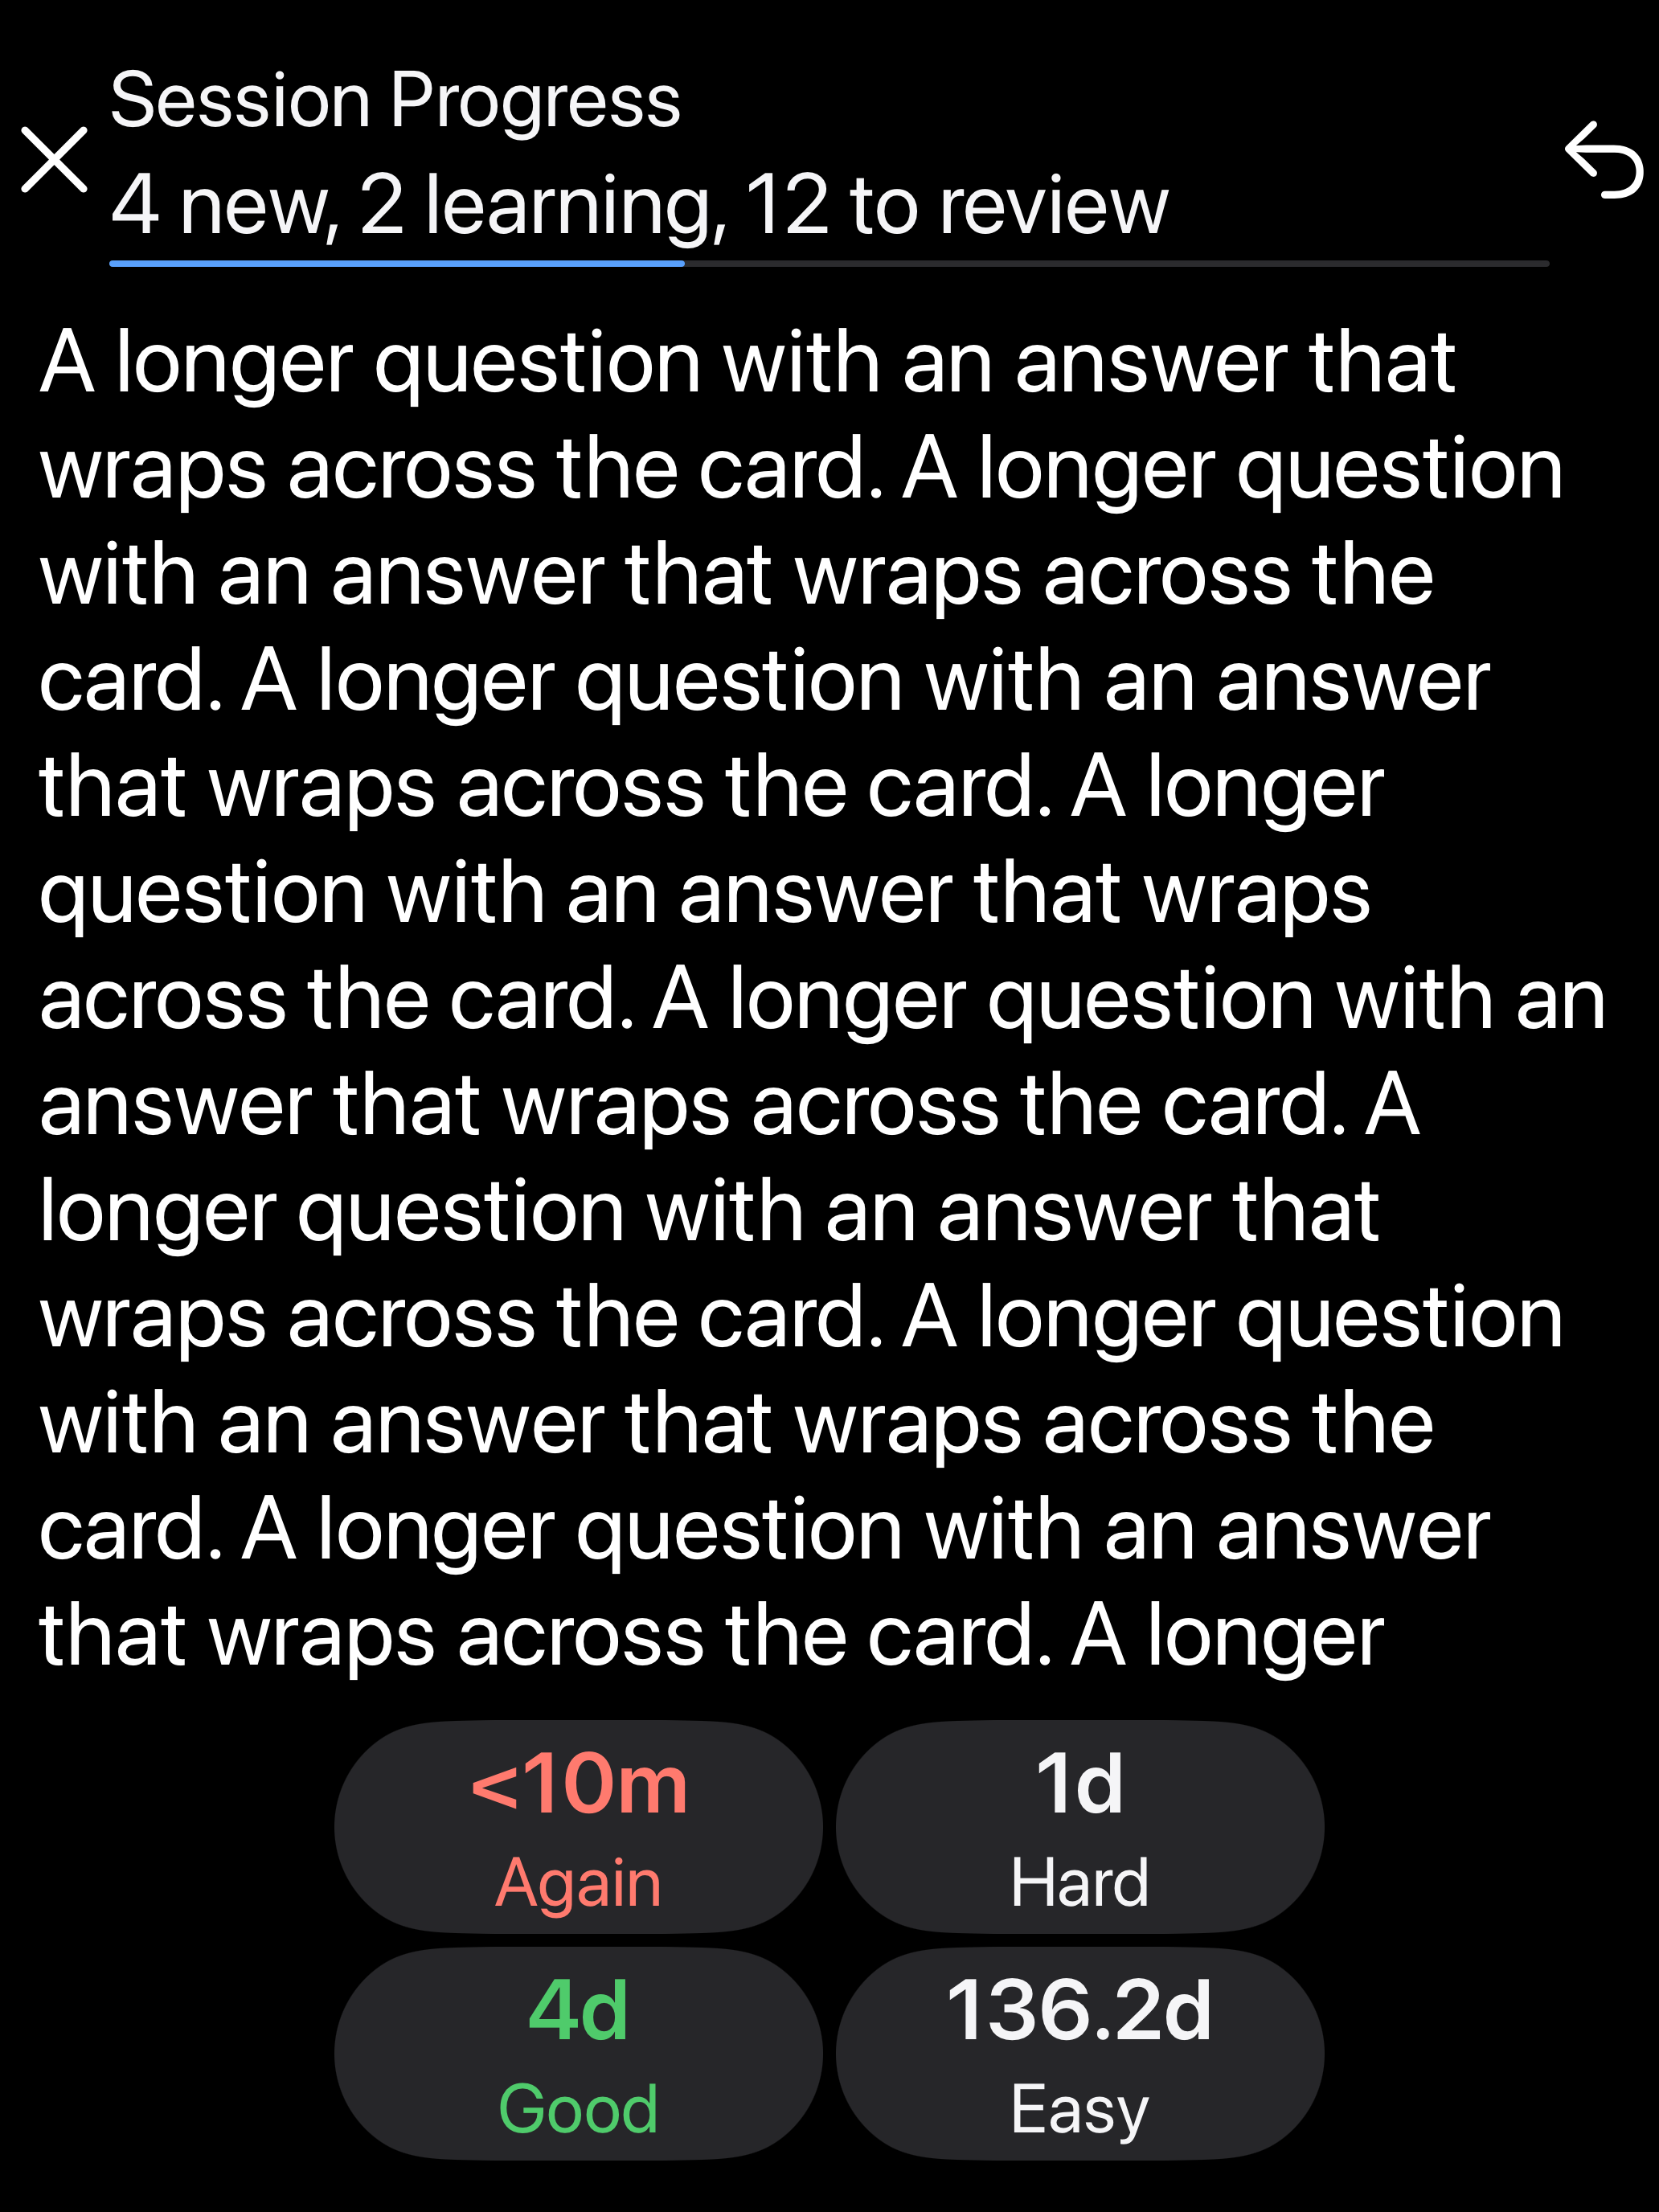 Session Progress
4 new, 2 learning, 12 to review
A longer question with an answer that
wraps across the card. A longer question
with an answer that wraps across the
card. A longer question with an answer
that wraps across the card. A longer
question with an answer that wraps
across the card. A longer question with an
answer that wraps across the card. A
longer question with an answer that
wraps across the card. A longer question
with an answer that wraps across the
card. A longer question with an answer
that wraps across the card. A longer
<10m
Again
1d
Hard
4d
Good
136.2d
Easy